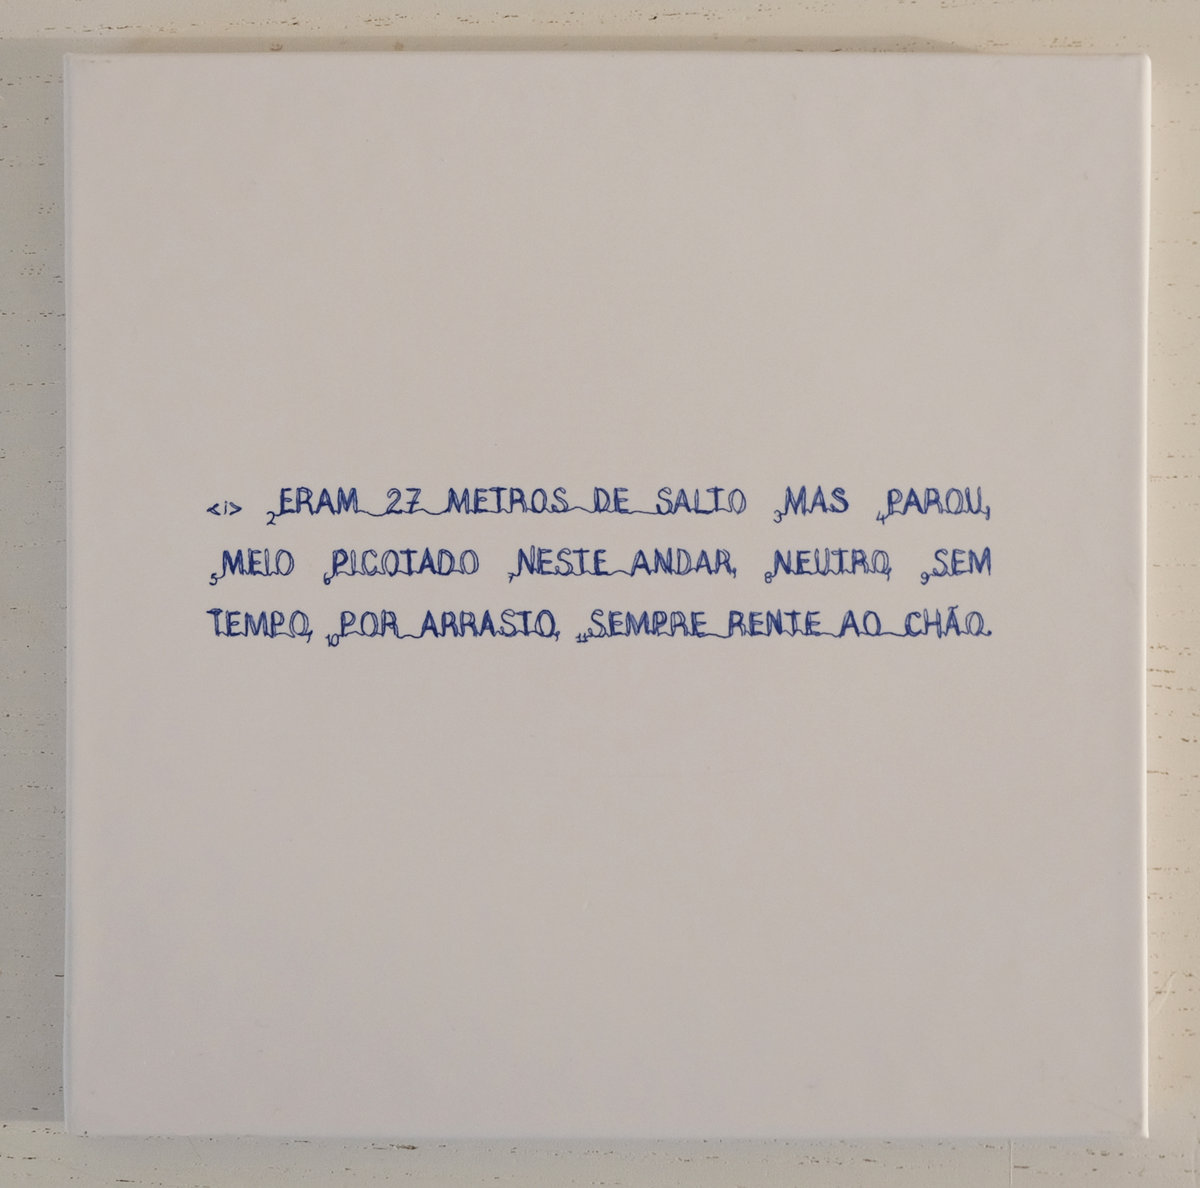 <i> 2ERAM 27 METROS DE SALTO 3MAS 4PAROU,
5MEIO 6PICOTADO 7NESTE ANDAR, 8NEUTRO, 9SEM
TEMPO, 10POR ARRASTO, 11SEMPRE RENTE AO CHÃO.